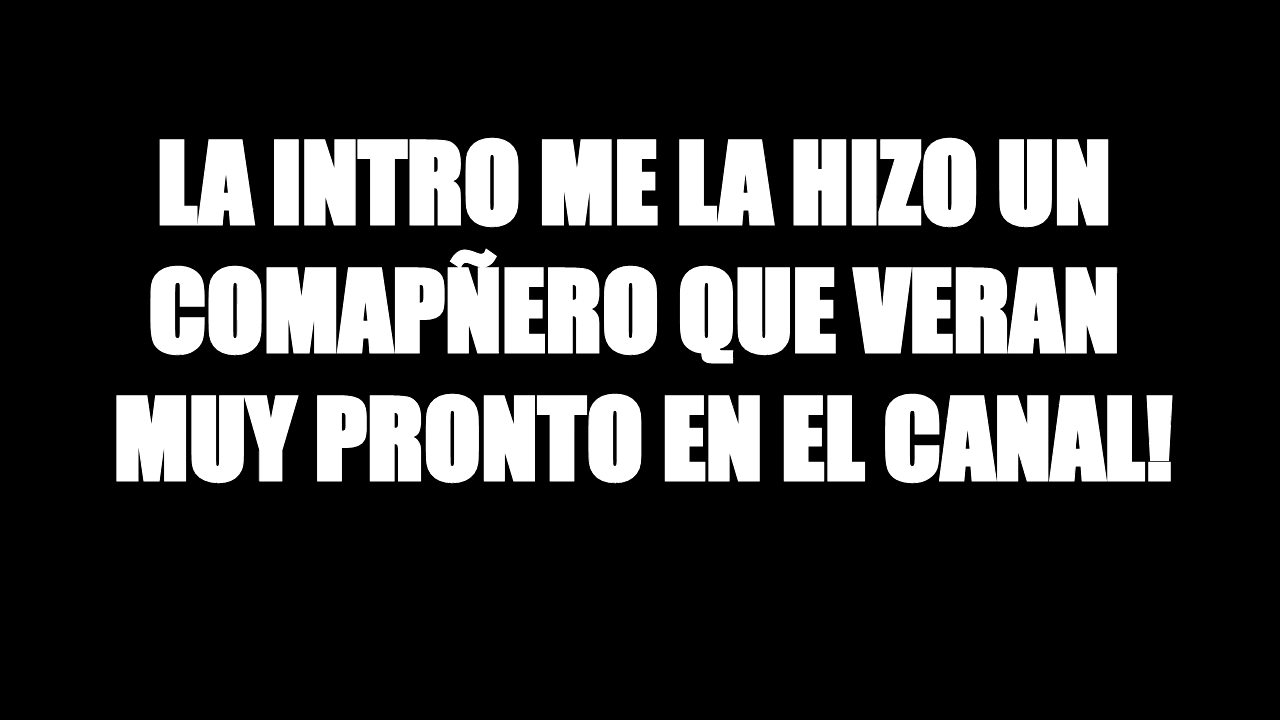 LA INTRO ME LA HIZO UN
COMAPÑERO QUE VERAN
MUY PRONTO EN EL CANAL!